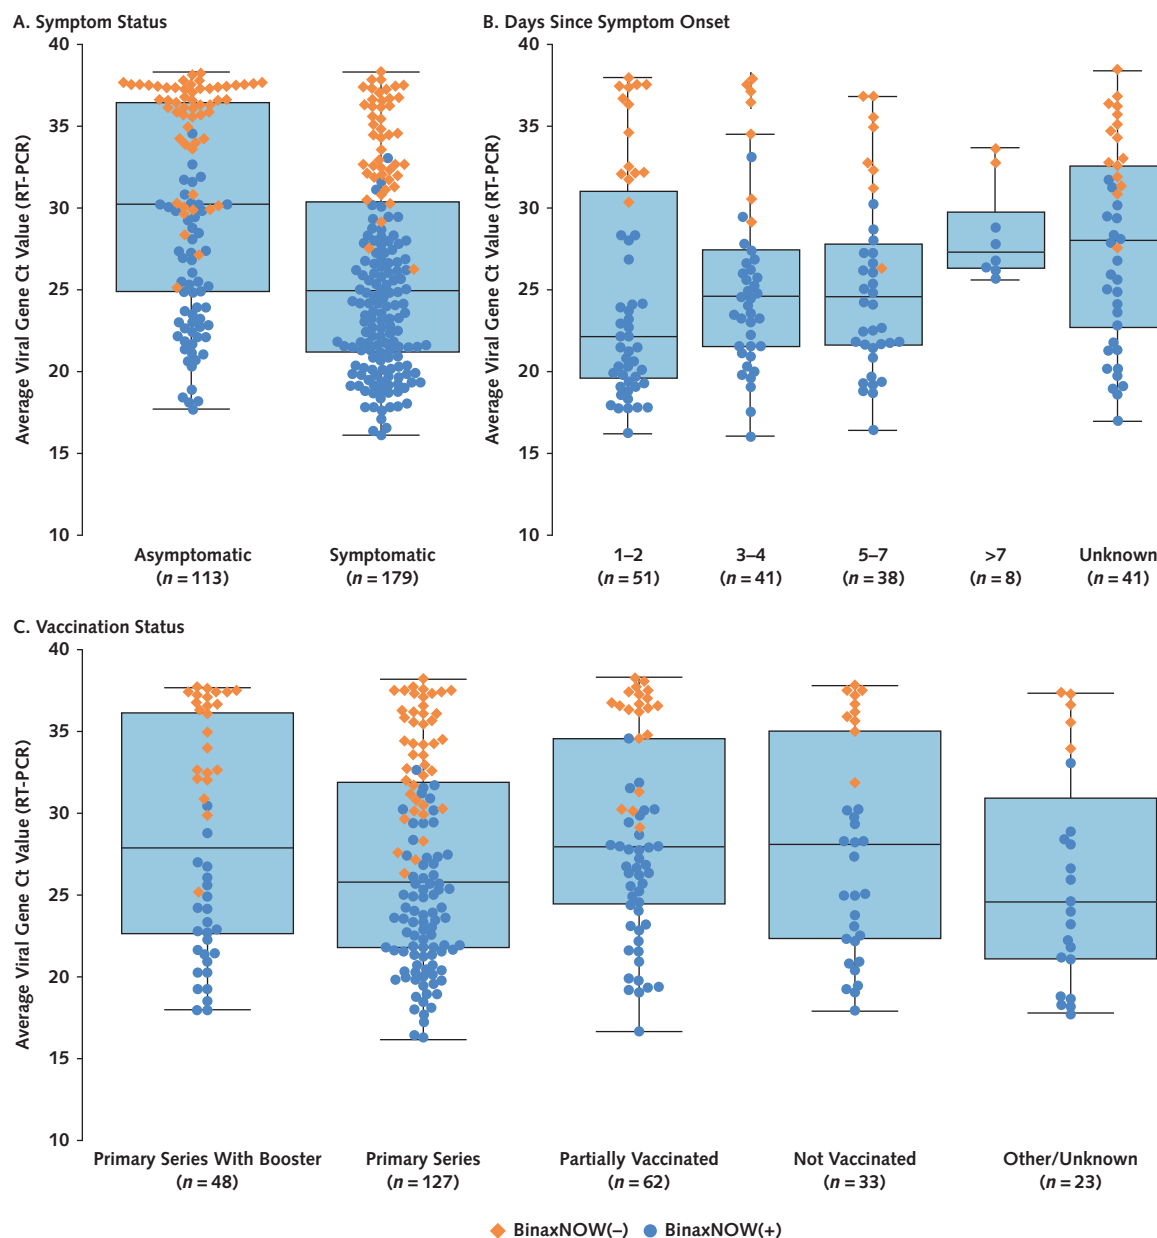 A. Symptom Status
Average Viral Gene Ct Value (RT-PCR)
40
35
30
25
20
15
10
Asymptomatic
(n = 113)
Symptomatic
(n = 179)
B. Days Since Symptom Onset
Average Viral Gene Ct Value (RT-PCR)
40
35
30
25
20
15
10
1–2
(n = 51)
3–4
(n = 41)
5–7
(n = 38)
>7
(n = 8)
Unknown
(n = 41)
C. Vaccination Status
Average Viral Gene Ct Value (RT-PCR)
40
35
30
25
20
15
10
Primary Series With Booster
(n = 48)
Primary Series
(n = 127)
Partially Vaccinated
(n = 62)
Not Vaccinated
(n = 33)
Other/Unknown
(n = 23)
BinaxNOW(–) BinaxNOW(+)